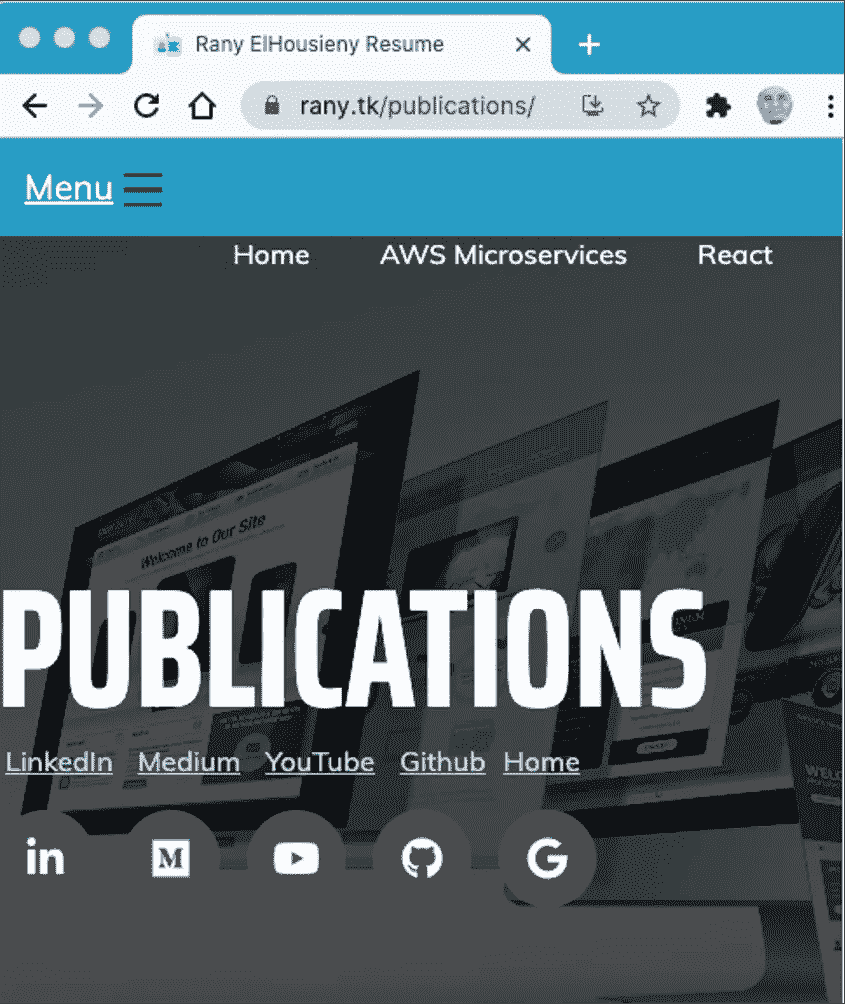 Rany ElHousieny Resume
rany.tk/publications/
Menu
Home AWS Microservices React
Welcome to Our Site
PUBLICATIONS
LinkedIn Medium YouTube Github Home
in
M
G